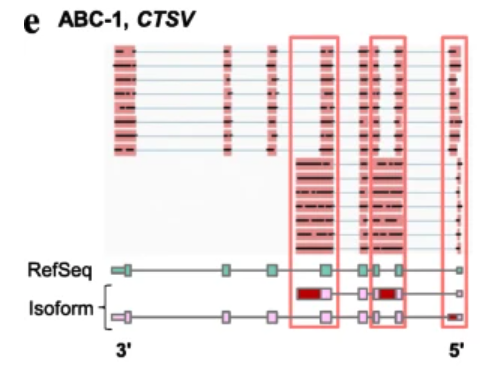 e ABC-1, CTSV
RefSeq
Isoform
3' 5'